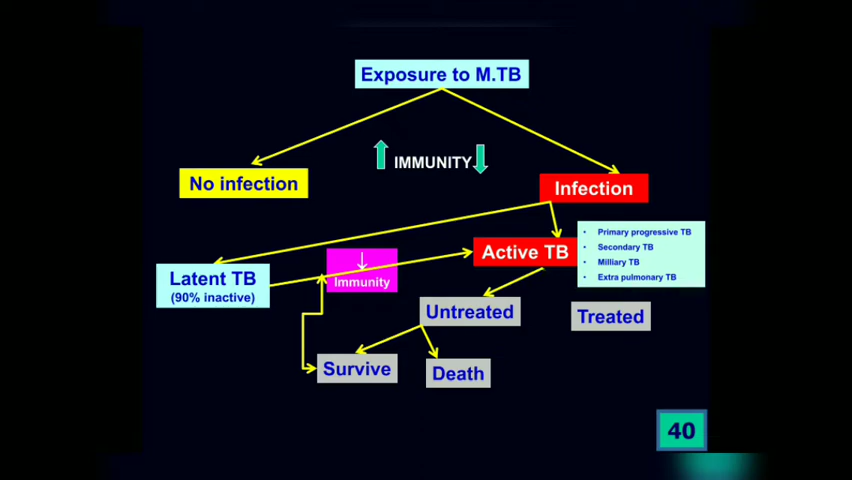 Exposure to M.TB
IMMUNITY
No infection
Infection
• Primary progressive TB
• Secondary TB
• Milliary TB
• Extra pulmonary TB
Active TB
↓
Immunity
Latent TB
(90% inactive)
Untreated
Treated
Survive
Death
40